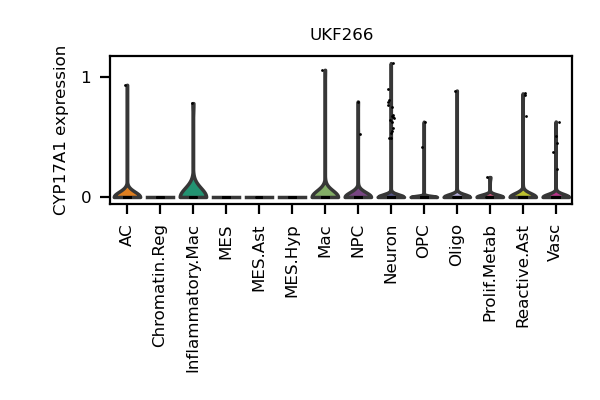 UKF266
CYP17A1 expression
1
0
AC
Chromatin.Reg
Inflammatory.Mac
MES
MES.Ast
MES.Hyp
Mac
NPC
Neuron
OPC
Oligo
Prolif.Metab
Reactive.Ast
Vasc